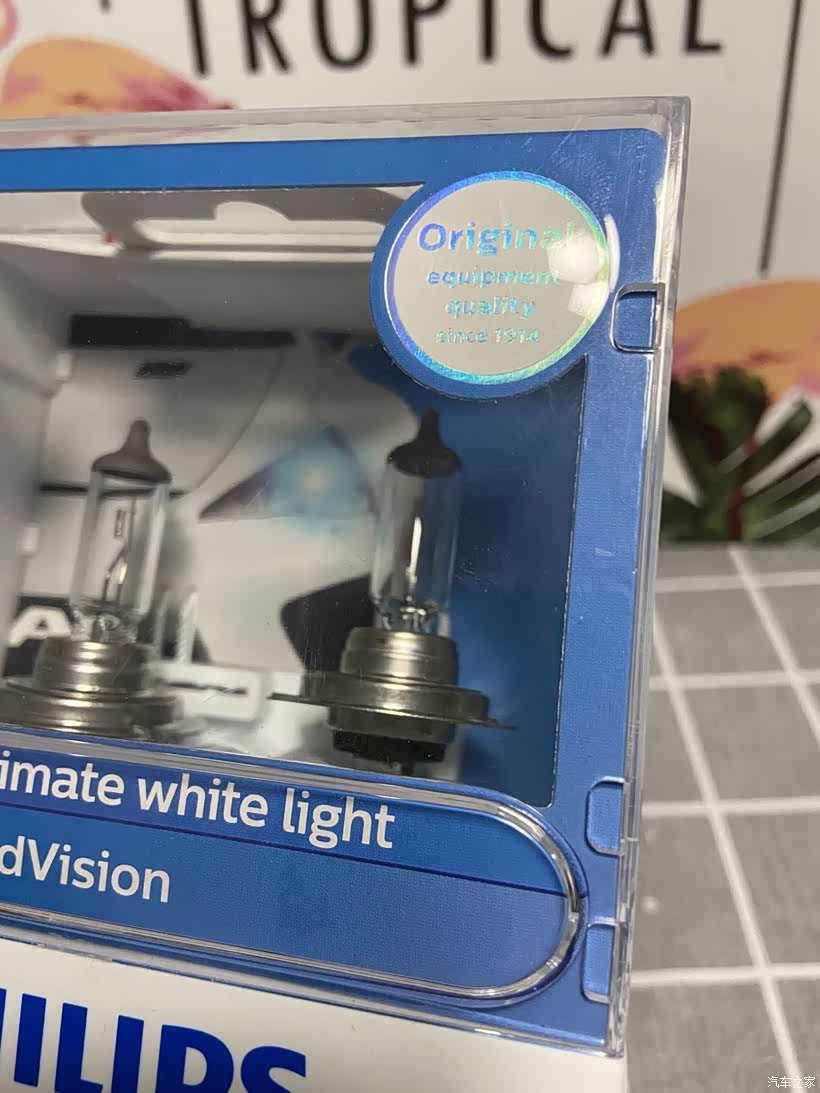 TROPICAL
Original
equipment
quality
since 1914
A
imate white light
dVision
HILIPS
汽车之家